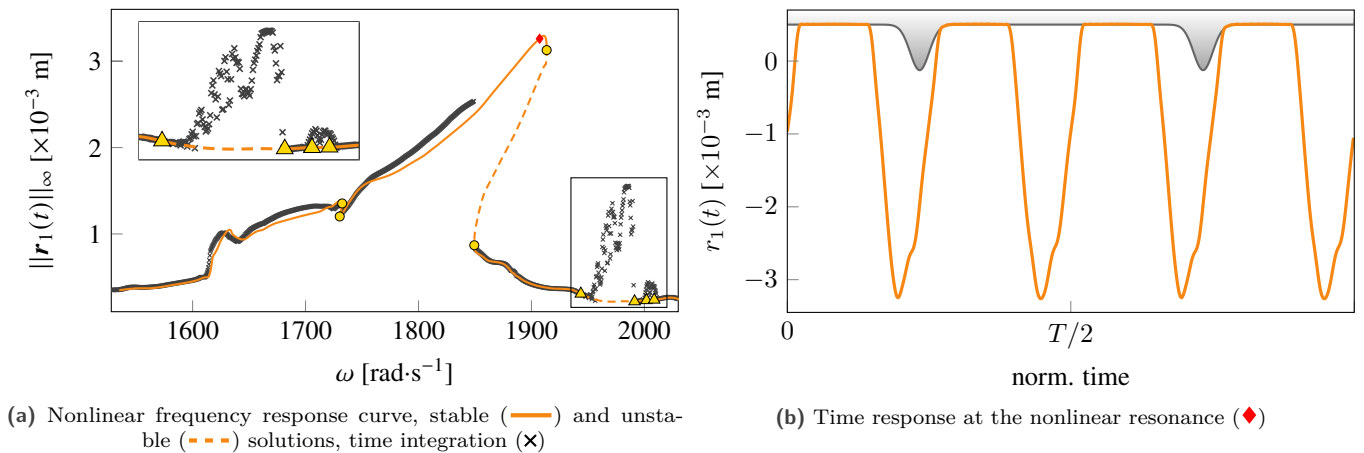 ||r₁(t)||∞ [×10⁻³ m]
3
2
1
1600
1700
1800
1900
2000
ω [rad·s⁻¹]
(a) Nonlinear frequency response curve, stable ( ) and unsta-
ble ( ) solutions, time integration (×)
r₁(t) [×10⁻³ m]
0
−1
−2
−3
0
T/2
norm. time
(b) Time response at the nonlinear resonance (♦)